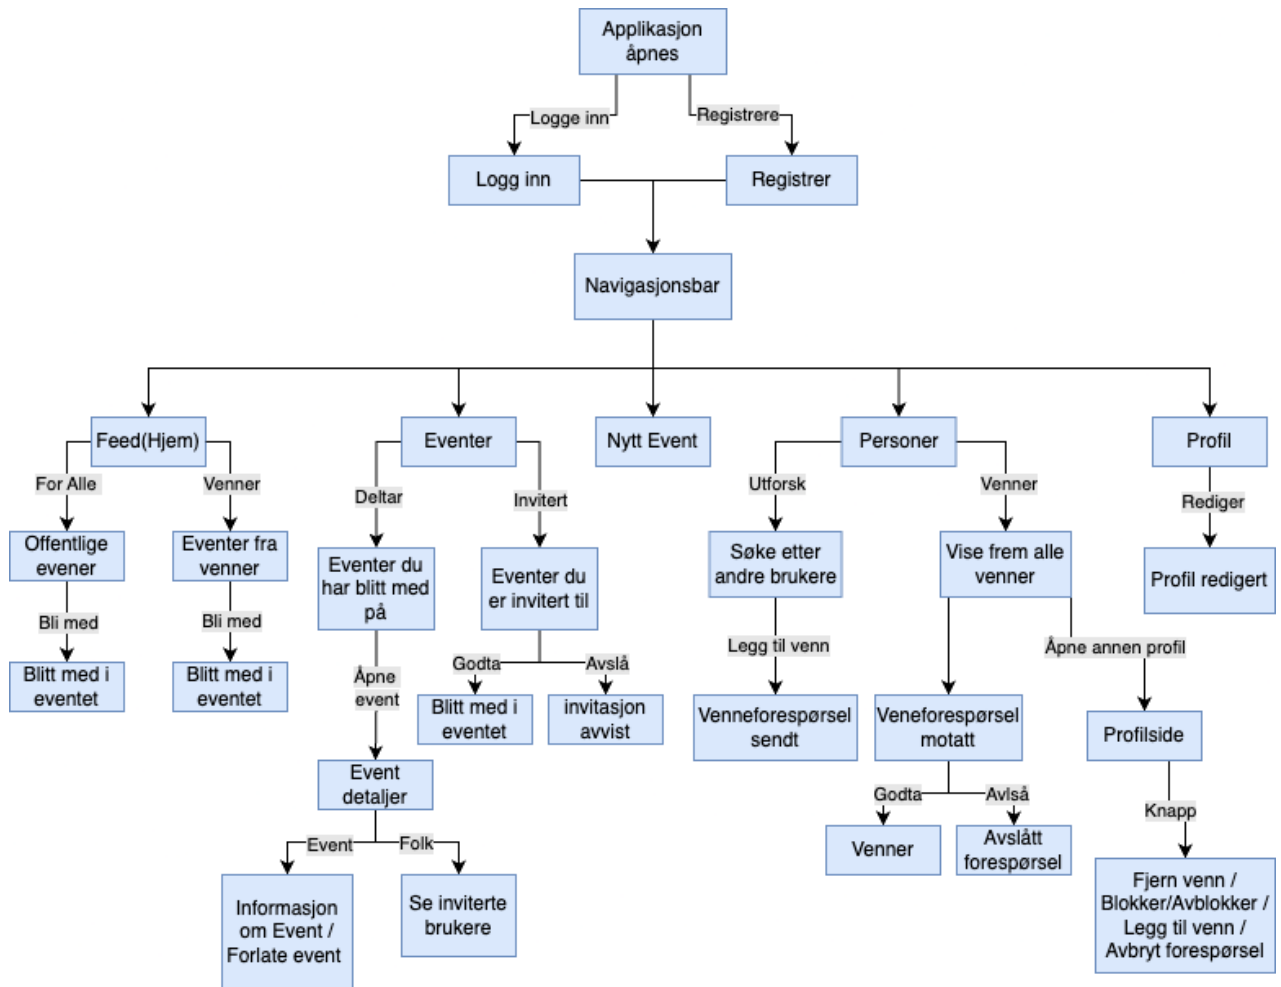 Applikasjon
åpnes
Logge inn
Registrere
Logg inn
Registrer
Navigasjonsbar
Feed(Hjem)
Eventer
Nytt Event
Personer
Profil
For Alle
Venner
Deltar
Invitert
Utforsk
Venner
Rediger
Offentlige
evener
Eventer fra
venner
Eventer du
har blitt med
på
Eventer du
er invitert til
Søke etter
andre brukere
Vise frem alle
venner
Profil redigert
Bli med
Bli med
Åpne
event
Godta
Avslå
Legg til venn
Åpne annen profil
Blitt med i
eventet
Blitt med i
eventet
Blitt med i
eventet
invitasjon
avvist
Venneforespørsel
sendt
Veneforespørsel
motatt
Profilside
Event
detaljer
Godta
Avlså
Knapp
Event
Folk
Venner
Avslått
forespørsel
Informasjon
om Event /
Forlate event
Se inviterte
brukere
Fjern venn /
Blokker/Avblokker /
Legg til venn /
Avbryt forespørsel